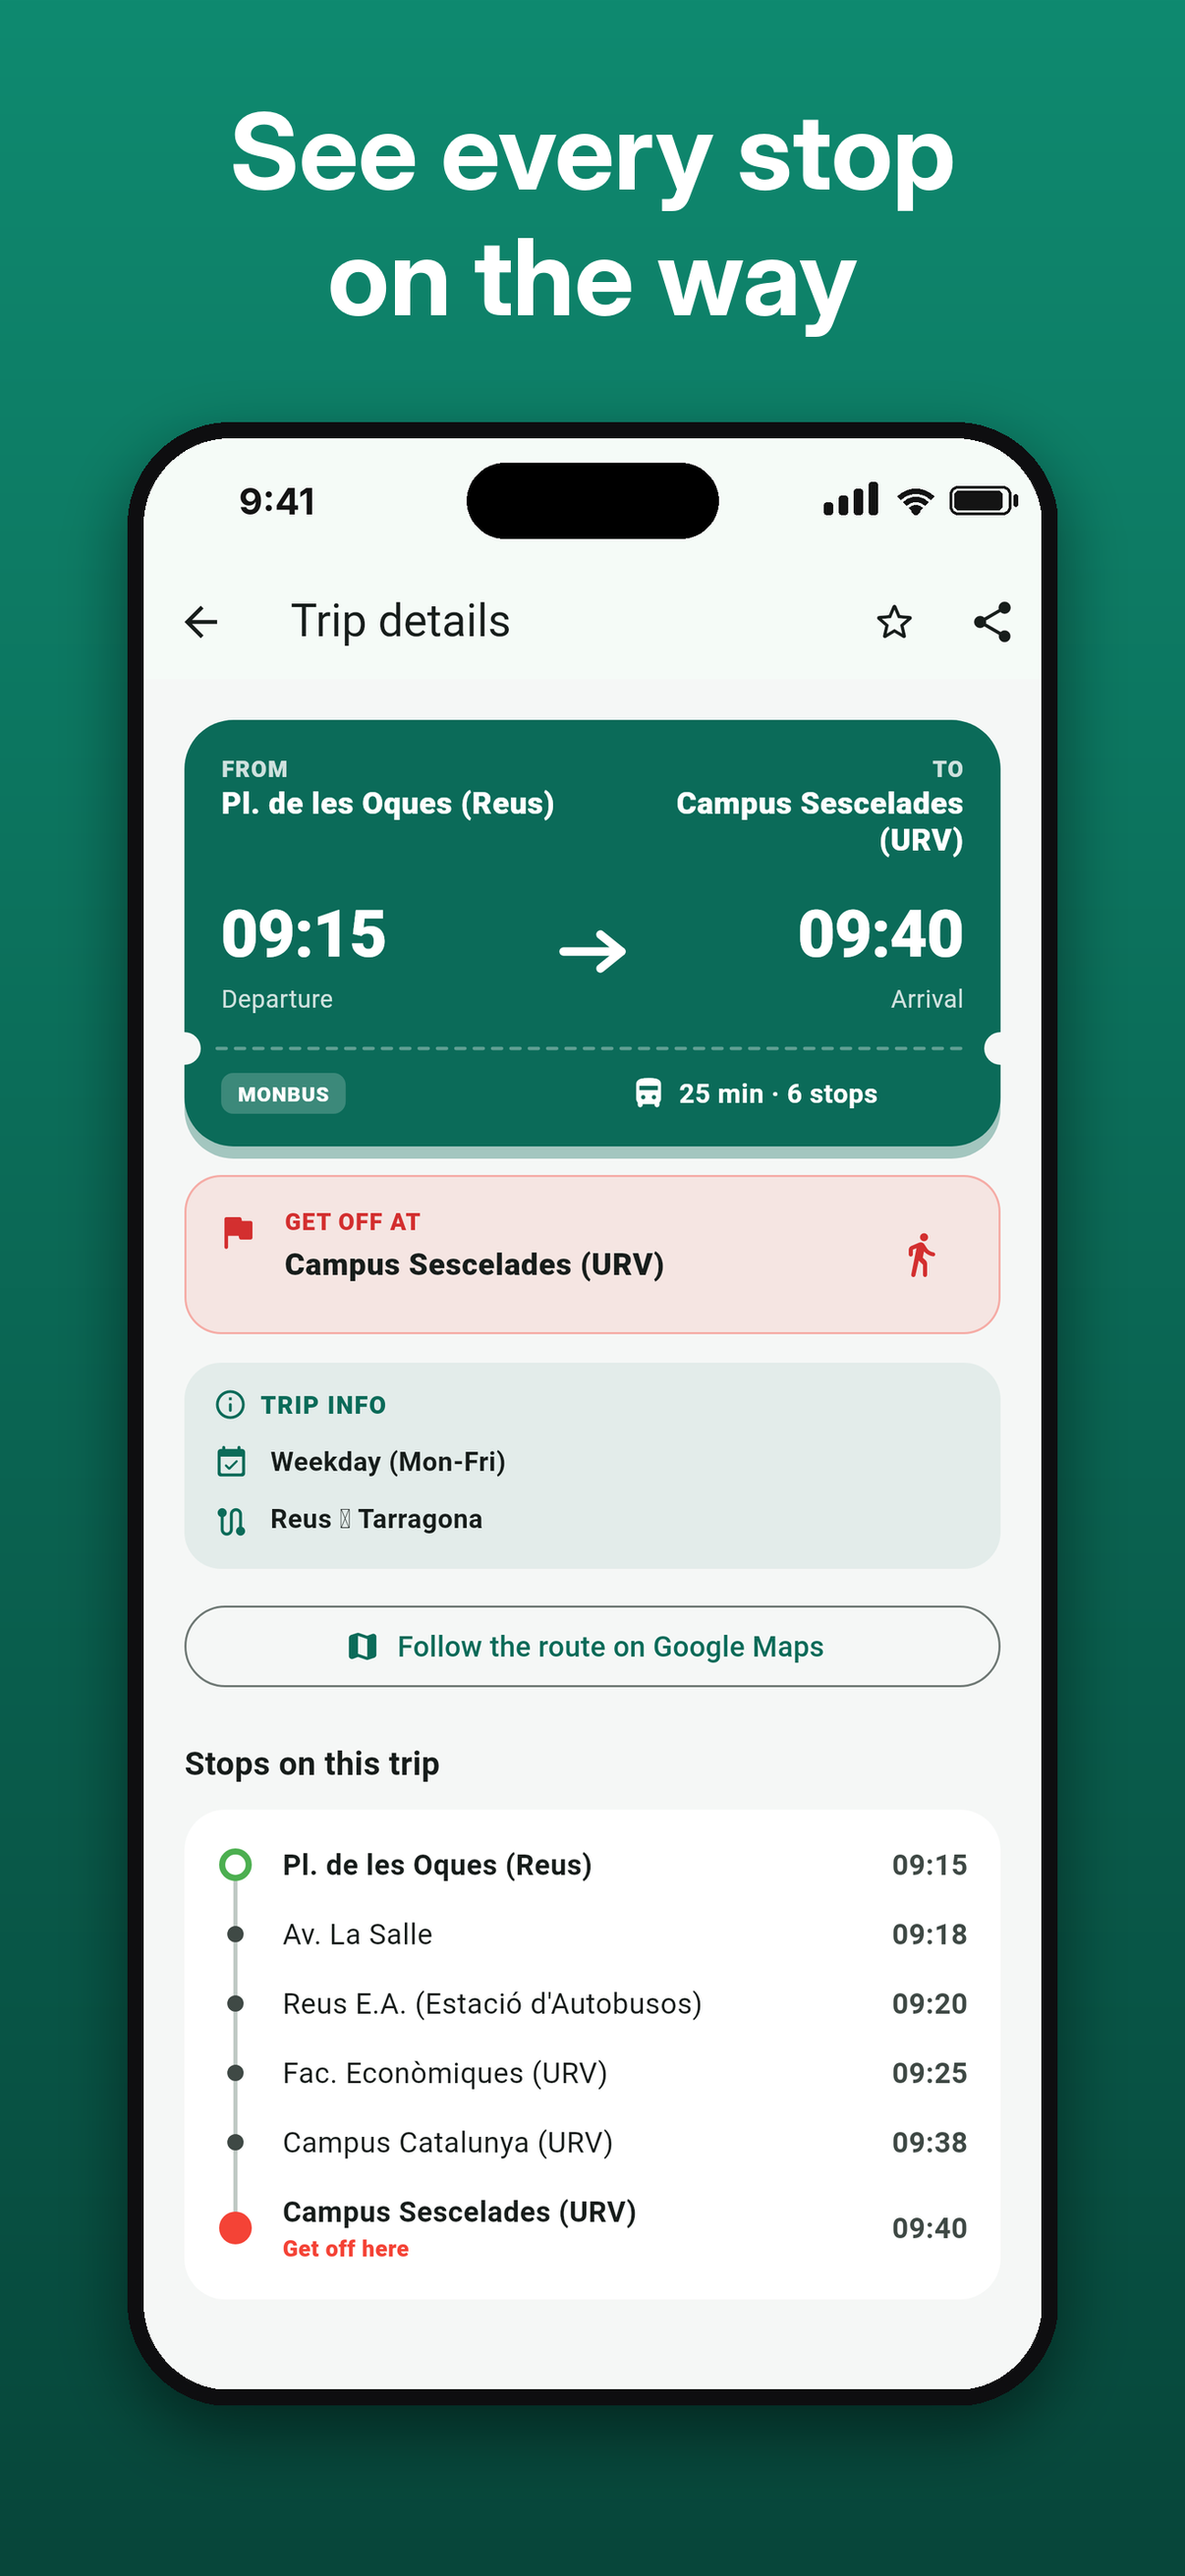 See every stop
on the way
9:41
Trip details
FROM
TO
Pl. de les Oques (Reus)
Campus Sescelades
(URV)
09:15
09:40
Departure
Arrival
MONBUS
25 min · 6 stops
GET OFF AT
Campus Sescelades (URV)
TRIP INFO
Weekday (Mon-Fri)
Reus Tarragona
Follow the route on Google Maps
Stops on this trip
Pl. de les Oques (Reus) 09:15
Av. La Salle 09:18
Reus E.A. (Estació d'Autobusos) 09:20
Fac. Econòmiques (URV) 09:25
Campus Catalunya (URV) 09:38
Campus Sescelades (URV) 09:40
Get off here